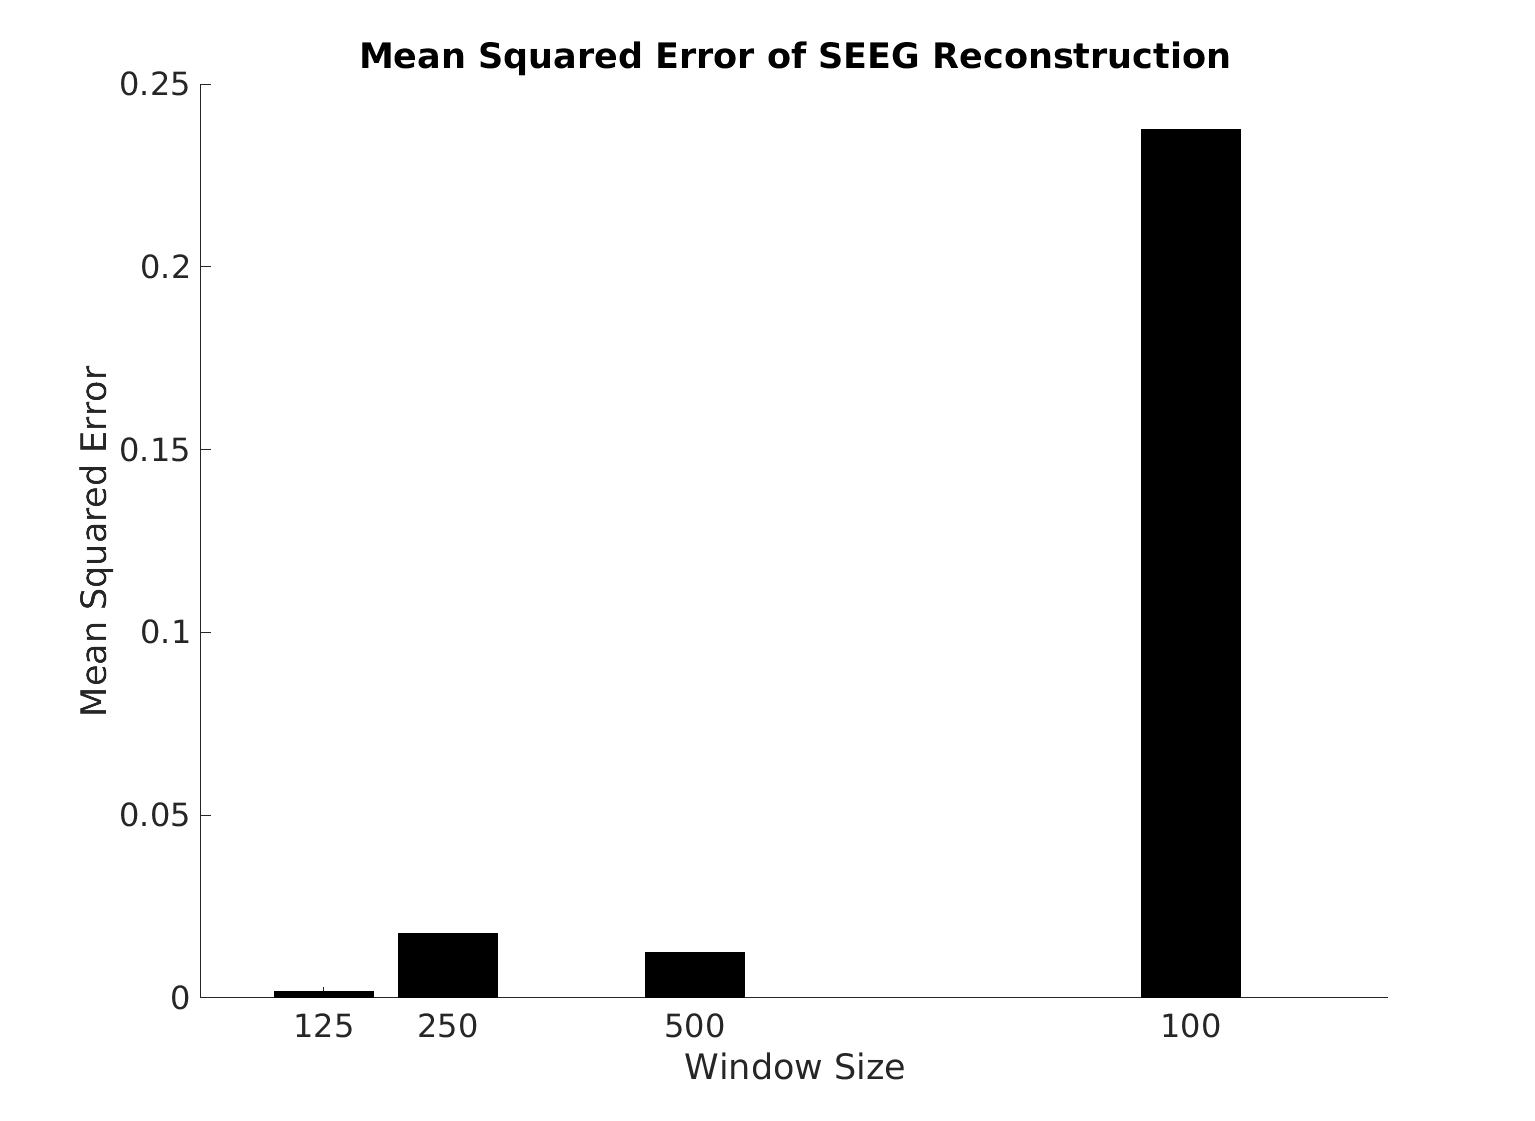 Mean Squared Error of SEEG Reconstruction
0.25
0.2
0.15
0.1
0.05
0
Mean Squared Error
125 250 500 100
Window Size